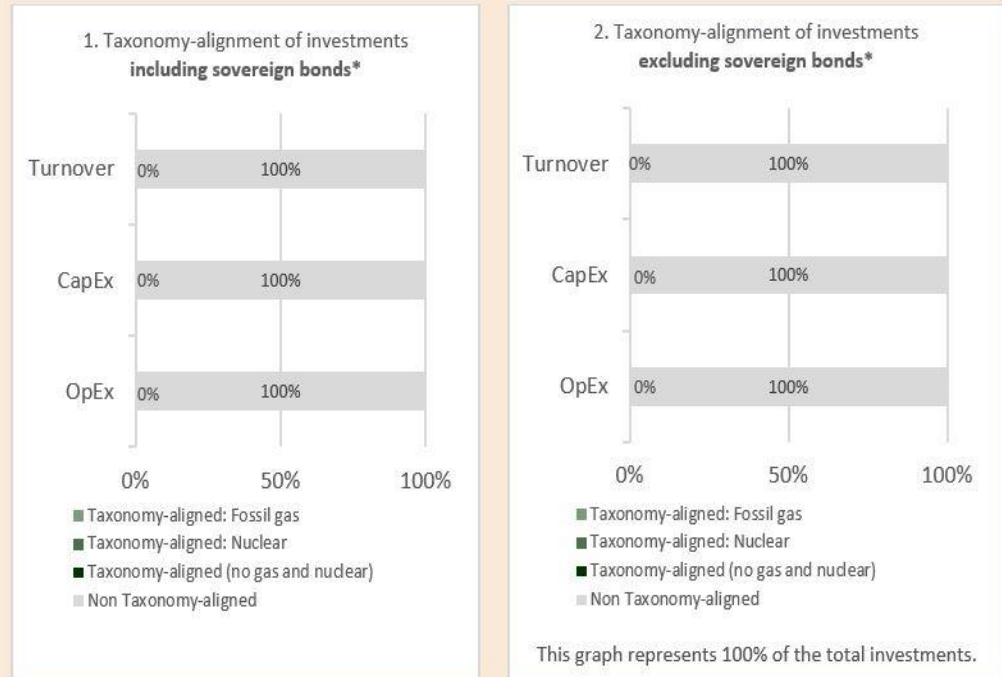 1. Taxonomy-alignment of investments
including sovereign bonds*
Turnover 0% 100%
CapEx 0% 100%
OpEx 0% 100%
0% 50% 100%
Taxonomy-aligned: Fossil gas
Taxonomy-aligned: Nuclear
Taxonomy-aligned (no gas and nuclear)
Non Taxonomy-aligned
2. Taxonomy-alignment of investments
excluding sovereign bonds*
Turnover 0% 100%
CapEx 0% 100%
OpEx 0% 100%
0% 50% 100%
Taxonomy-aligned: Fossil gas
Taxonomy-aligned: Nuclear
Taxonomy-aligned (no gas and nuclear)
Non Taxonomy-aligned
This graph represents 100% of the total investments.